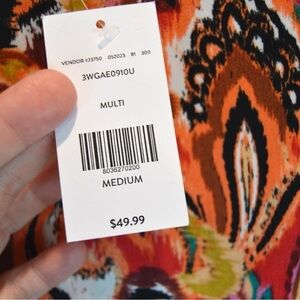 VENDOR #23750 052023 81 300
3WGAE0910U
MULTI
8036270200
MEDIUM
$49.99